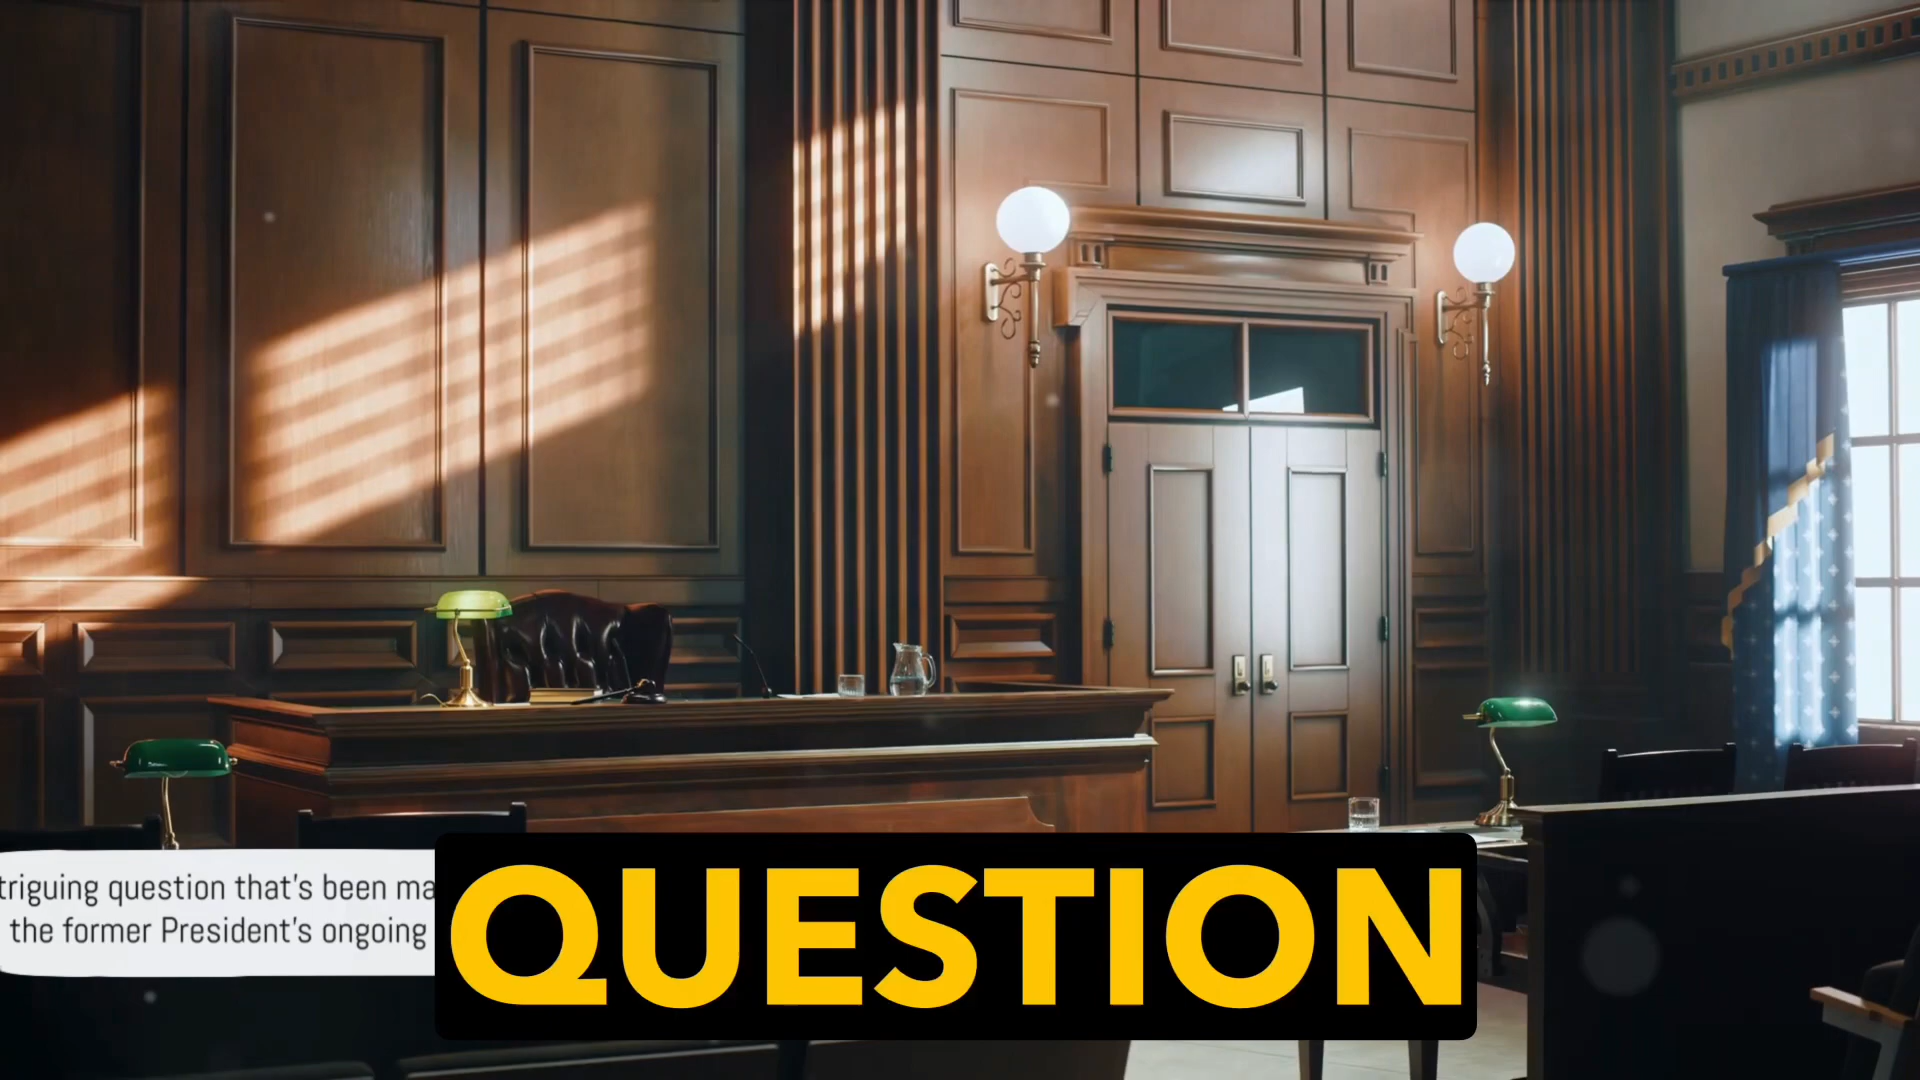 triguing question that's been ma
the former President's ongoing
QUESTION